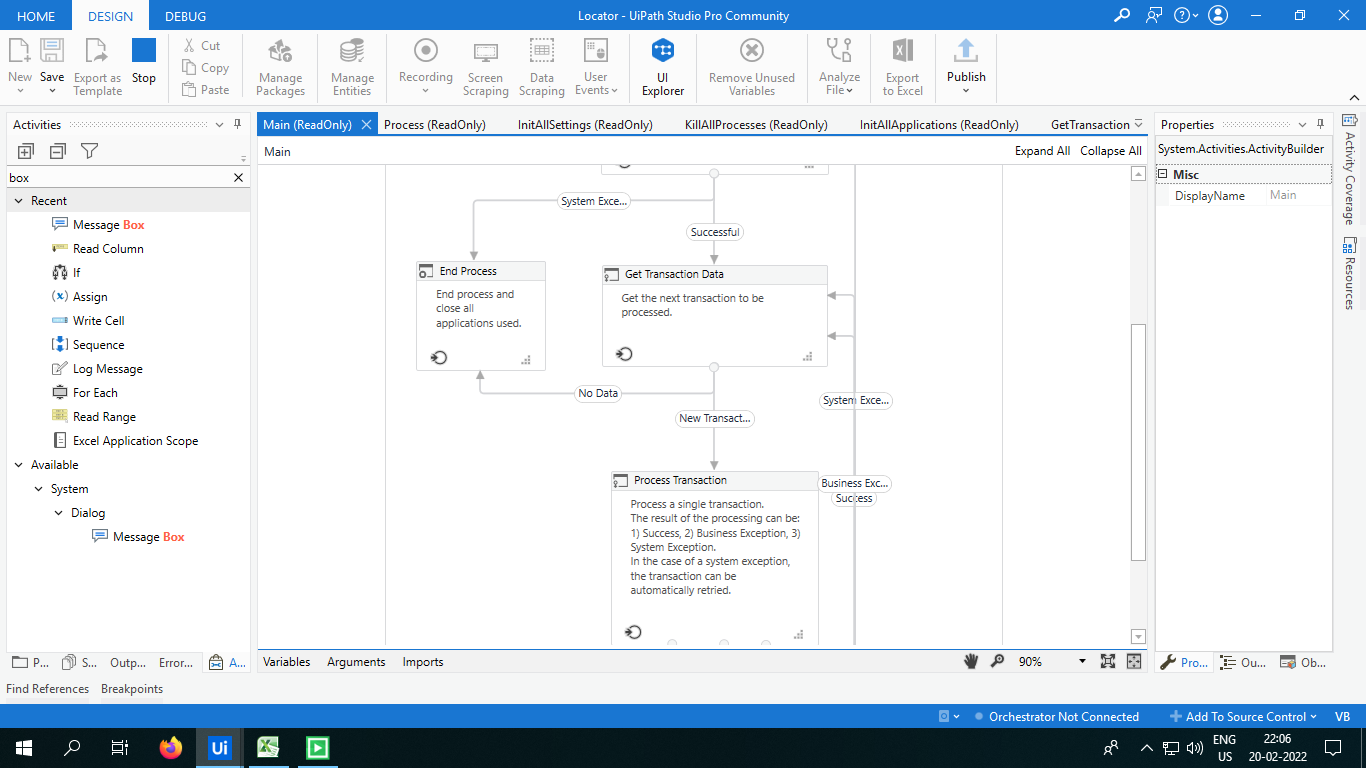 HOME
DESIGN
DEBUG
Locator - UiPath Studio Pro Community
New
Save
Export as
Template
Stop
Cut
Copy
Paste
Manage
Packages
Manage
Entities
Recording
Screen
Scraping
Data
Scraping
User
Events
UI
Explorer
Remove Unused
Variables
Analyze
File
Export
to Excel
Publish
Activities
box
Recent
Message Box
Read Column
If
Assign
Write Cell
Sequence
Log Message
For Each
Read Range
Excel Application Scope
Available
System
Dialog
Message Box
P...
S...
Outp...
Error...
A...
Find References
Breakpoints
Main (ReadOnly)
Process (ReadOnly)
InitAllSettings (ReadOnly)
KillAllProcesses (ReadOnly)
InitAllApplications (ReadOnly)
GetTransaction
Main
Expand All
Collapse All
System Exce...
Successful
End Process
End process and
close all
applications used.
Get Transaction Data
Get the next transaction to be
processed.
No Data
System Exce...
New Transact...
Process Transaction
Process a single transaction.
The result of the processing can be:
1) Success, 2) Business Exception, 3)
System Exception.
In the case of a system exception,
the transaction can be
automatically retried.
Business Exc...
Success
Variables
Arguments
Imports
90%
Properties
System.Activities.ActivityBuilder
Misc
DisplayName
Main
Activity Coverage
Resources
Pro...
Ou...
Ob...
Orchestrator Not Connected
Add To Source Control
VB
Ui
ENG
US
22:06
20-02-2022